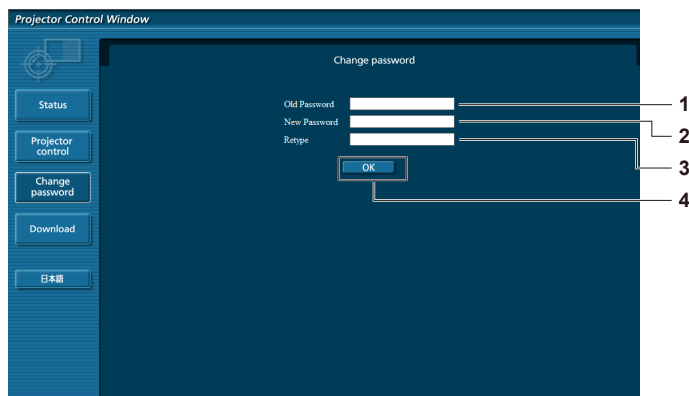 Projector Control Window
Change password
Status
Projector
control
Change
password
Download
日本語
Old Password
New Password
Retype
OK
1
2
3
4